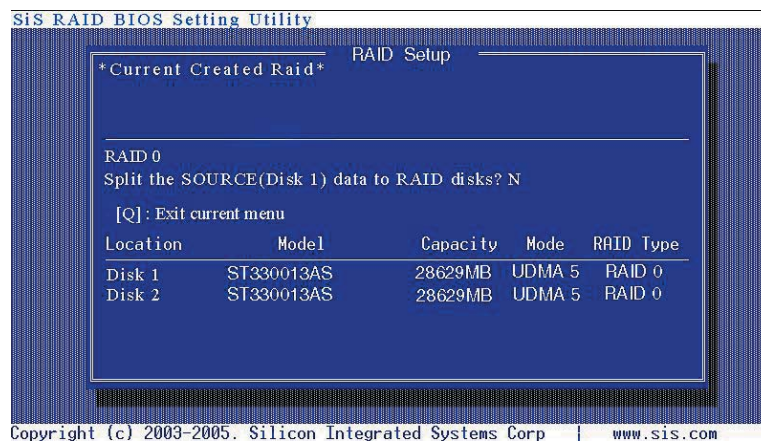 SiS RAID BIOS Setting Utility
RAID Setup
*Current Created Raid*
RAID 0
Split the SOURCE(Disk 1) data to RAID disks? N
[Q] : Exit current menu
Location Model Capacity Mode RAID Type
Disk 1 ST330013AS 28629MB UDMA 5 RAID 0
Disk 2 ST330013AS 28629MB UDMA 5 RAID 0
Copyright (c) 2003-2005. Silicon Integrated Systems Corp | www.sis.com